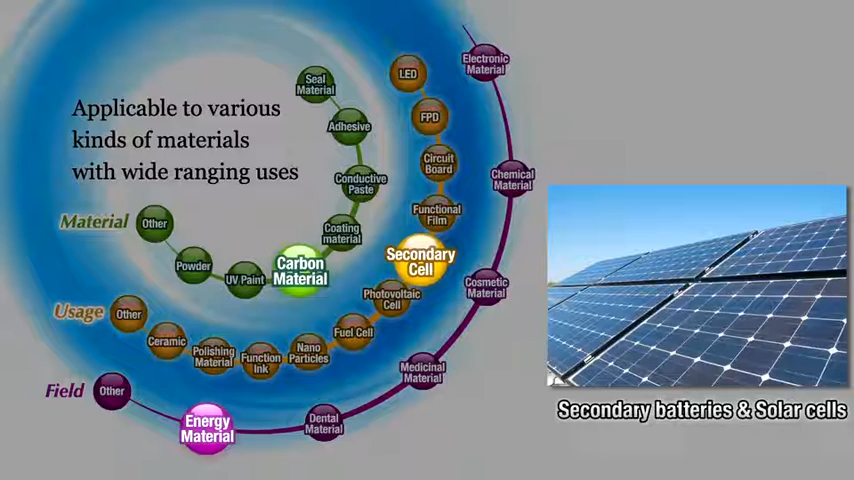 Applicable to various
kinds of materials
with wide ranging uses
Material
Other
Powder
UV Paint
Carbon
Material
Coating
material
Conductive
Paste
Adhesive
Seal
Material
Usage
Other
Ceramic
Polishing
Material
Function
Ink
Nano
Particles
Fuel Cell
Photovoltaic
Cell
Secondary
Cell
Functional
Film
Circuit
Board
FPD
LED
Field
Other
Energy
Material
Dental
Material
Medicinal
Material
Cosmetic
Material
Chemical
Material
Electronic
Material
Secondary batteries & Solar cells